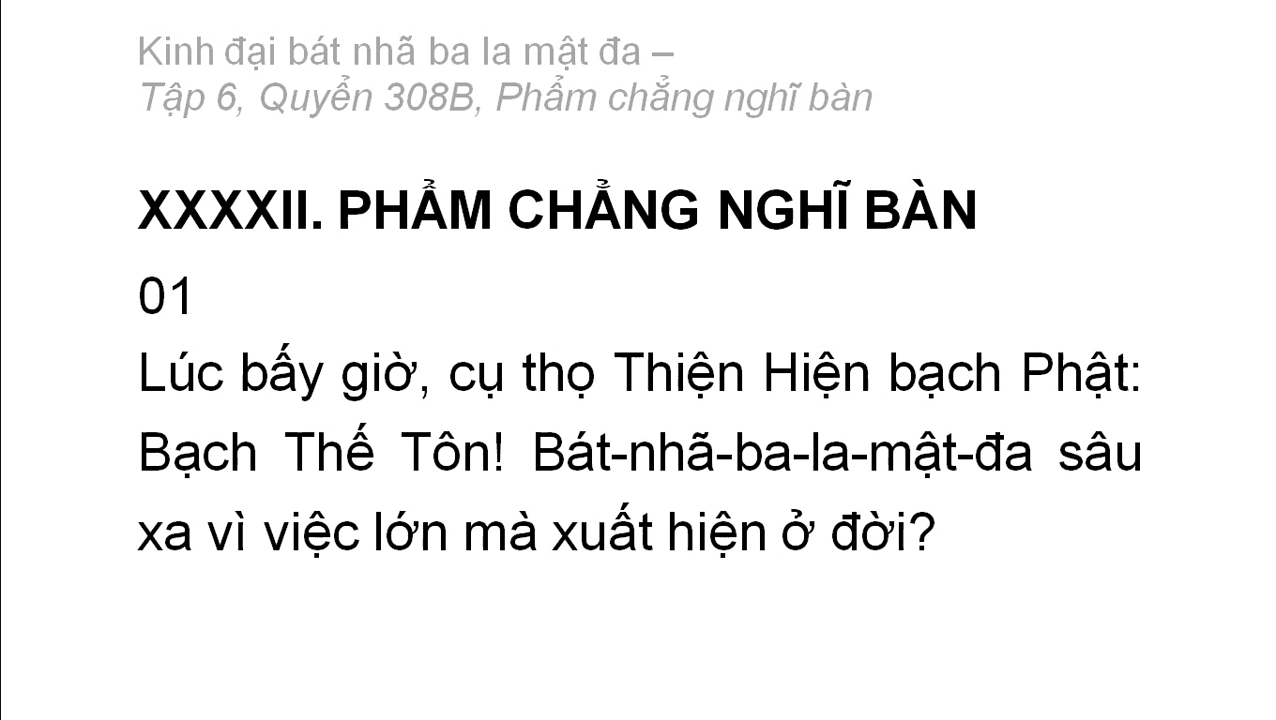 Kinh đại bát nhã ba la mật đa –
Tập 6, Quyển 308B, Phẩm chẳng nghĩ bàn
XXXXII. PHẨM CHẲNG NGHĨ BÀN
01
Lúc bấy giờ, cụ thọ Thiện Hiện bạch Phật:
Bạch Thế Tôn! Bát-nhã-ba-la-mật-đa sâu
xa vì việc lớn mà xuất hiện ở đời?